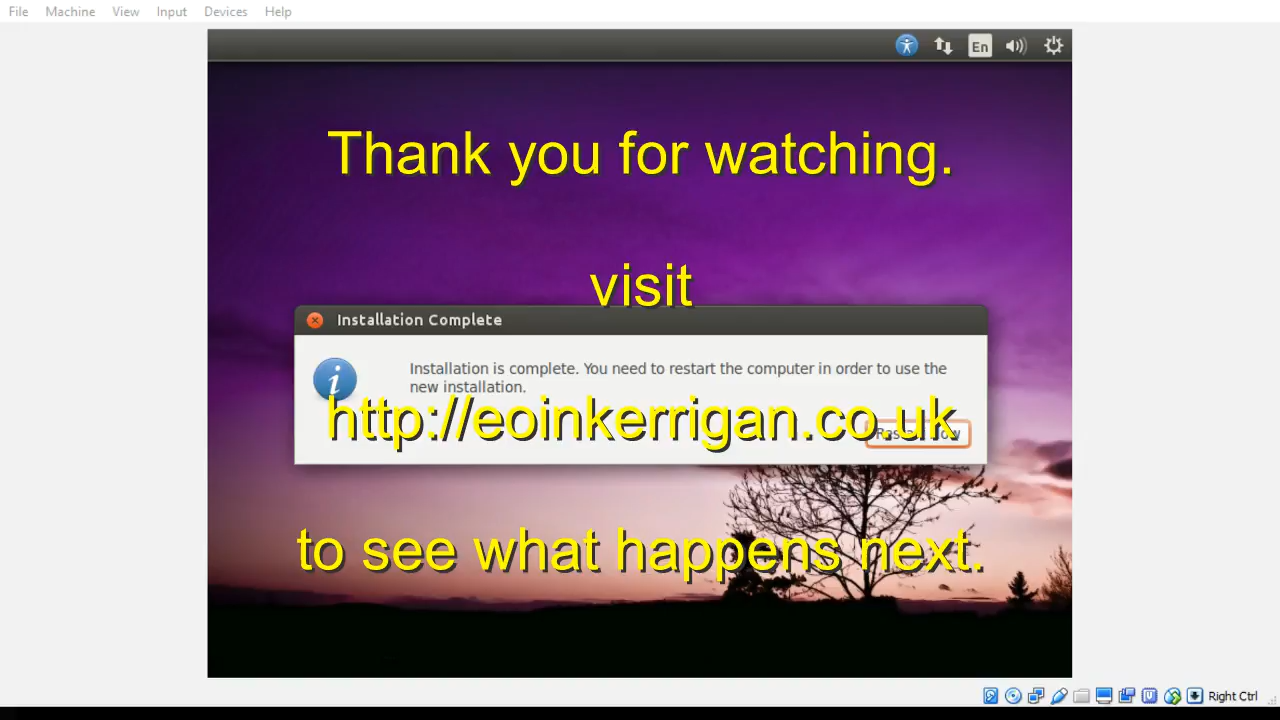 File Machine View Input Devices Help
En
Thank you for watching.
visit
Installation Complete
Installation is complete. You need to restart the computer in order to use the
new installation.
http://eoinkerrigan.co.uk
to see what happens next.
Right Ctrl